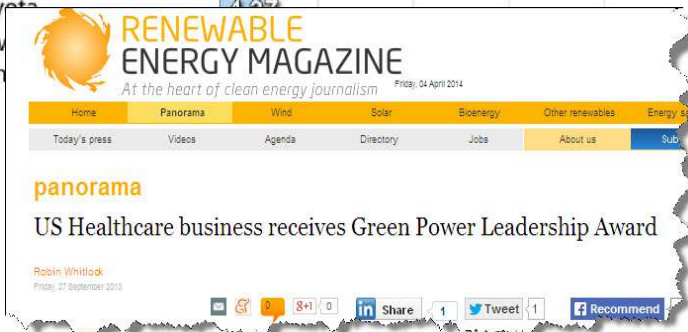 RENEWABLE
ENERGY MAGAZINE
At the heart of clean energy journalism
Friday, 04 April 2014
Home Panorama Wind Solar Bioenergy Other renewables Energy
Today's press Videos Agenda Directory Jobs About us Sub
panorama
US Healthcare business receives Green Power Leadership Award
Robin Whitlock
Friday, 27 September 2013
0 g+1 0 in Share 1 Tweet 1 f Recommend